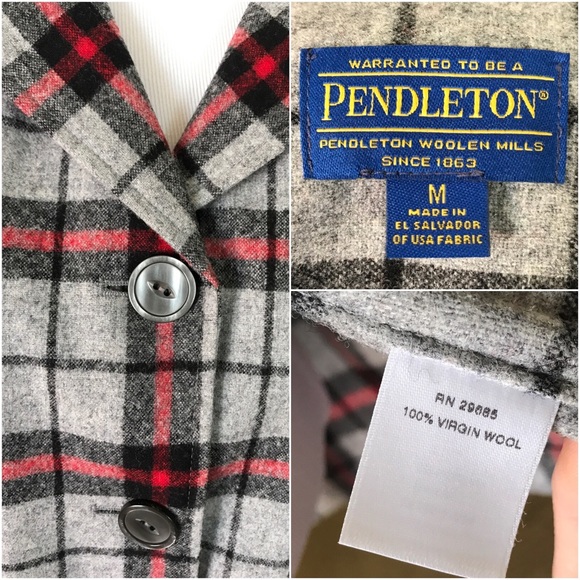 WARRANTED TO BE A
PENDLETON®
PENDLETON WOOLEN MILLS
SINCE 1863
M
MADE IN
EL SALVADOR
OF USA FABRIC
RN 29685
100% VIRGIN WOOL